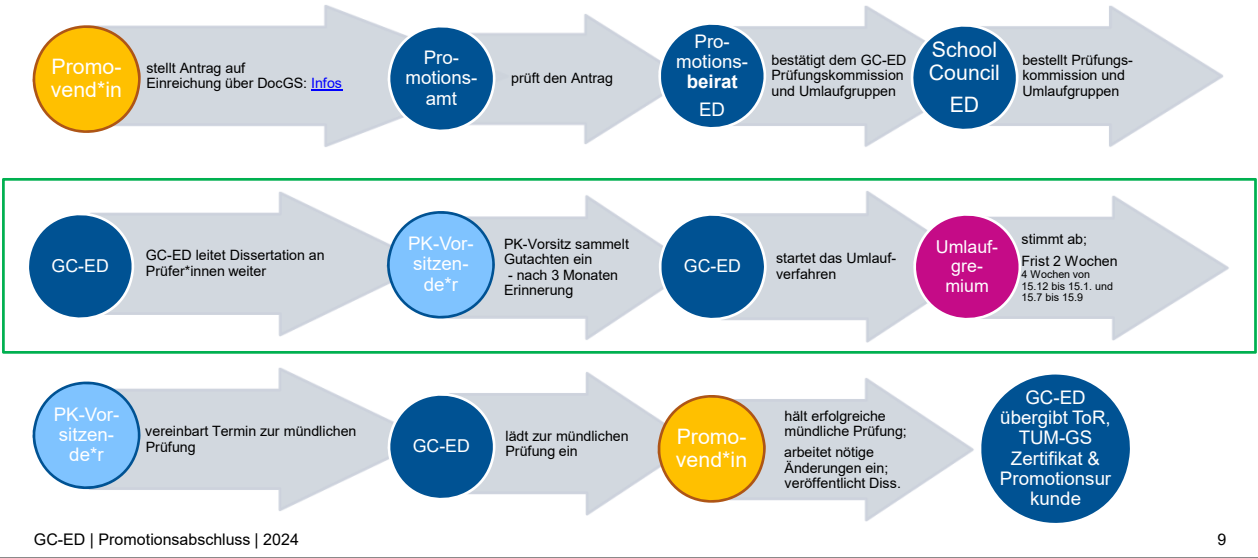 Promo-
vend*in
stellt Antrag auf
Einreichung über DocGS: Infos
Pro-
motions-
amt
prüft den Antrag
Pro-
motions-
beirat
ED
bestätigt dem GC-ED
Prüfungskommission
und Umlaufgruppen
School
Council
ED
bestellt Prüfungs-
kommission und
Umlaufgruppen
GC-ED
GC-ED leitet Dissertation an
Prüfer*innen weiter
PK-Vor-
sitzen-
de*r
PK-Vorsitz sammelt
Gutachten ein
- nach 3 Monaten
Erinnerung
GC-ED
startet das Umlauf-
verfahren
Umlauf-
gre-
mium
stimmt ab;
Frist 2 Wochen
4 Wochen von
15.12 bis 15.1. und
15.7 bis 15.9
PK-Vor-
sitzen-
de*r
vereinbart Termin zur mündlichen
Prüfung
GC-ED
lädt zur mündlichen
Prüfung ein
Promo-
vend*in
hält erfolgreiche
mündliche Prüfung;
arbeitet nötige
Änderungen ein;
veröffentlicht Diss.
GC-ED
übergibt ToR,
TUM-GS
Zertifikat &
Promotionsur
kunde
GC-ED | Promotionsabschluss | 2024
9